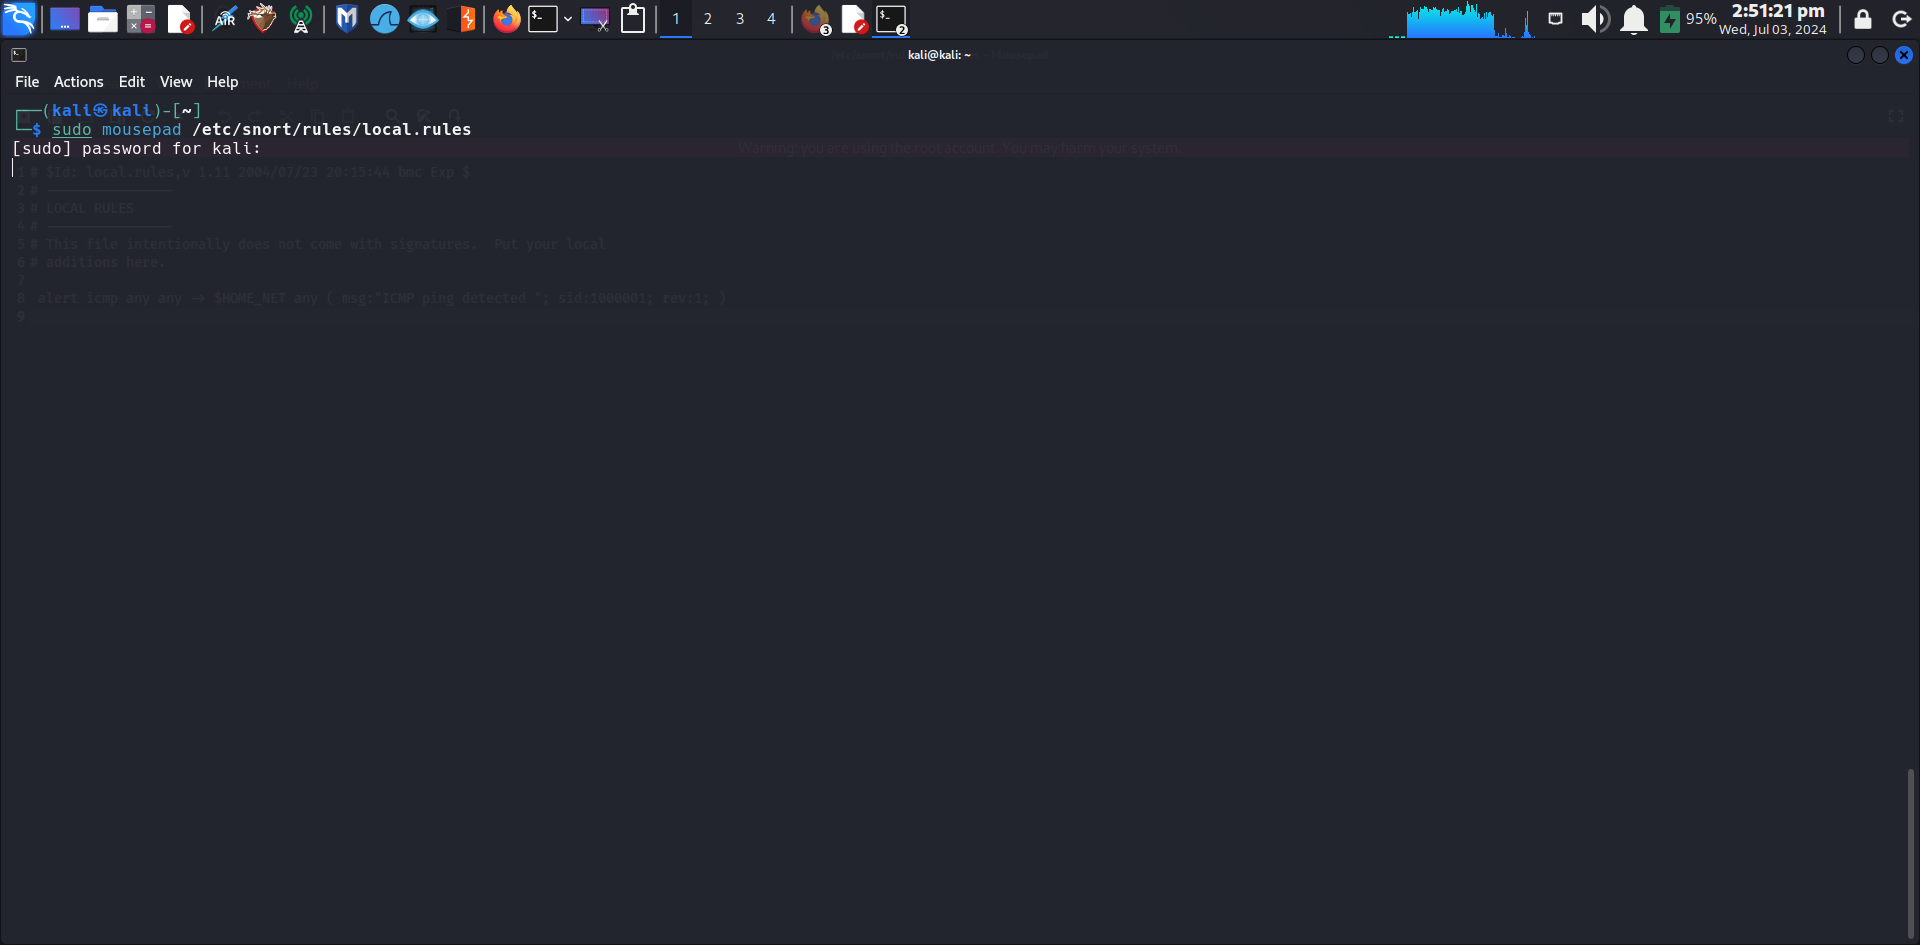 1 2 3 4 3 2 95% 2:51:21 pm
Wed, Jul 03, 2024
kali@kali: ~
File Actions Edit View Help
┌──(kali㉿kali)-[~]
└─$ sudo mousepad /etc/snort/rules/local.rules
[sudo] password for kali:
Warning: you are using the root account. You may harm your system.
1 # $Id: local.rules,v 1.11 2004/07/23 20:15:44 bmc Exp $
2 # ----------------
3 # LOCAL RULES
4 # ----------------
5 # This file intentionally does not come with signatures.  Put your local
6 # additions here.
7
8 alert icmp any any -> $HOME_NET any ( msg:"ICMP ping detected "; sid:1000001; rev:1; )
9